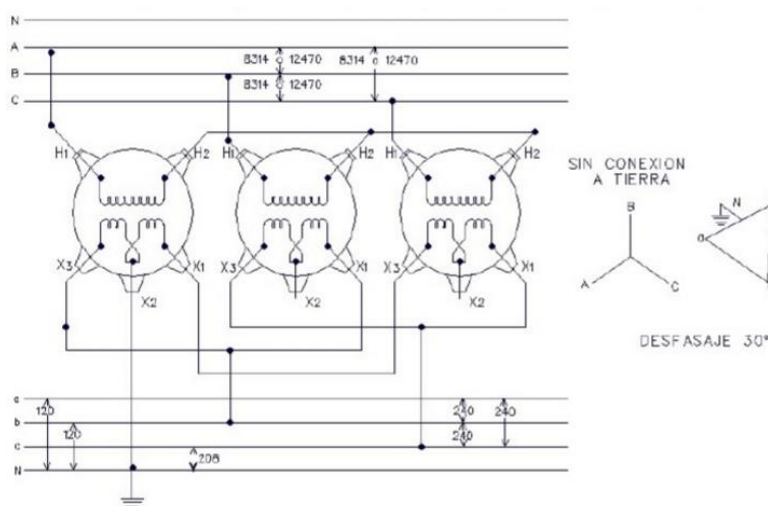 N
A
8314 o 12470 8314 o 12470
B
8314 o 12470
C
H1 H2 H1 H2 H1 H2
SIN CONEXION
A TIERRA
B
N
a
A C
X3 X1 X3 X1 X3 X1
X2 X2 X2
DESFASAJE 30°
a
120 240 240
b
120 240
c
208
N